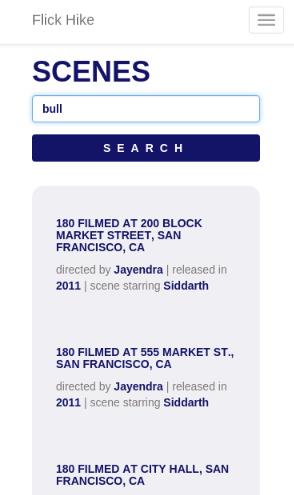 Flick Hike
SCENES
bull
SEARCH
180 FILMED AT 200 BLOCK
MARKET STREET, SAN
FRANCISCO, CA
directed by Jayendra | released in
2011 | scene starring Siddarth
180 FILMED AT 555 MARKET ST.,
SAN FRANCISCO, CA
directed by Jayendra | released in
2011 | scene starring Siddarth
180 FILMED AT CITY HALL, SAN
FRANCISCO, CA